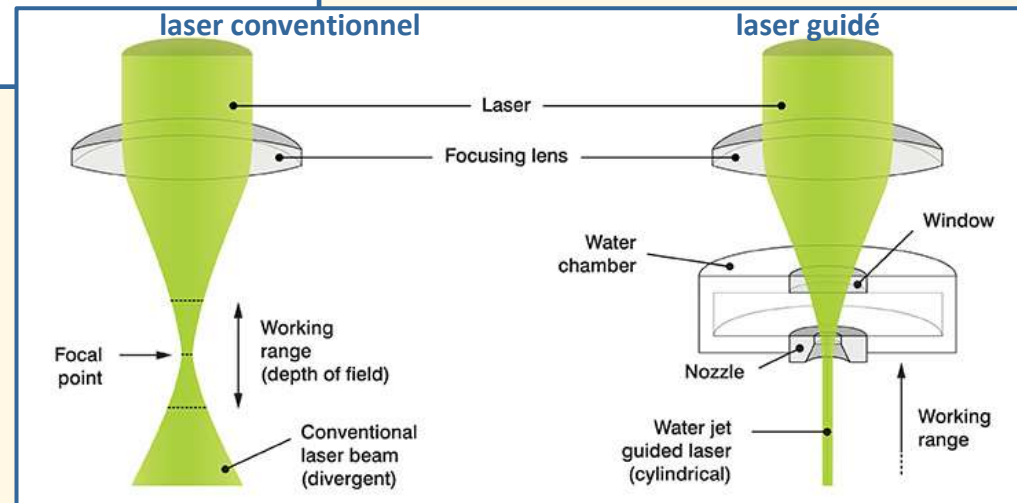 laser conventionnel
laser guidé
Laser
Focusing lens
Window
Water
chamber
Working
range
(depth of field)
Focal
point
Nozzle
Conventional
laser beam
(divergent)
Water jet
guided laser
(cylindrical)
Working
range